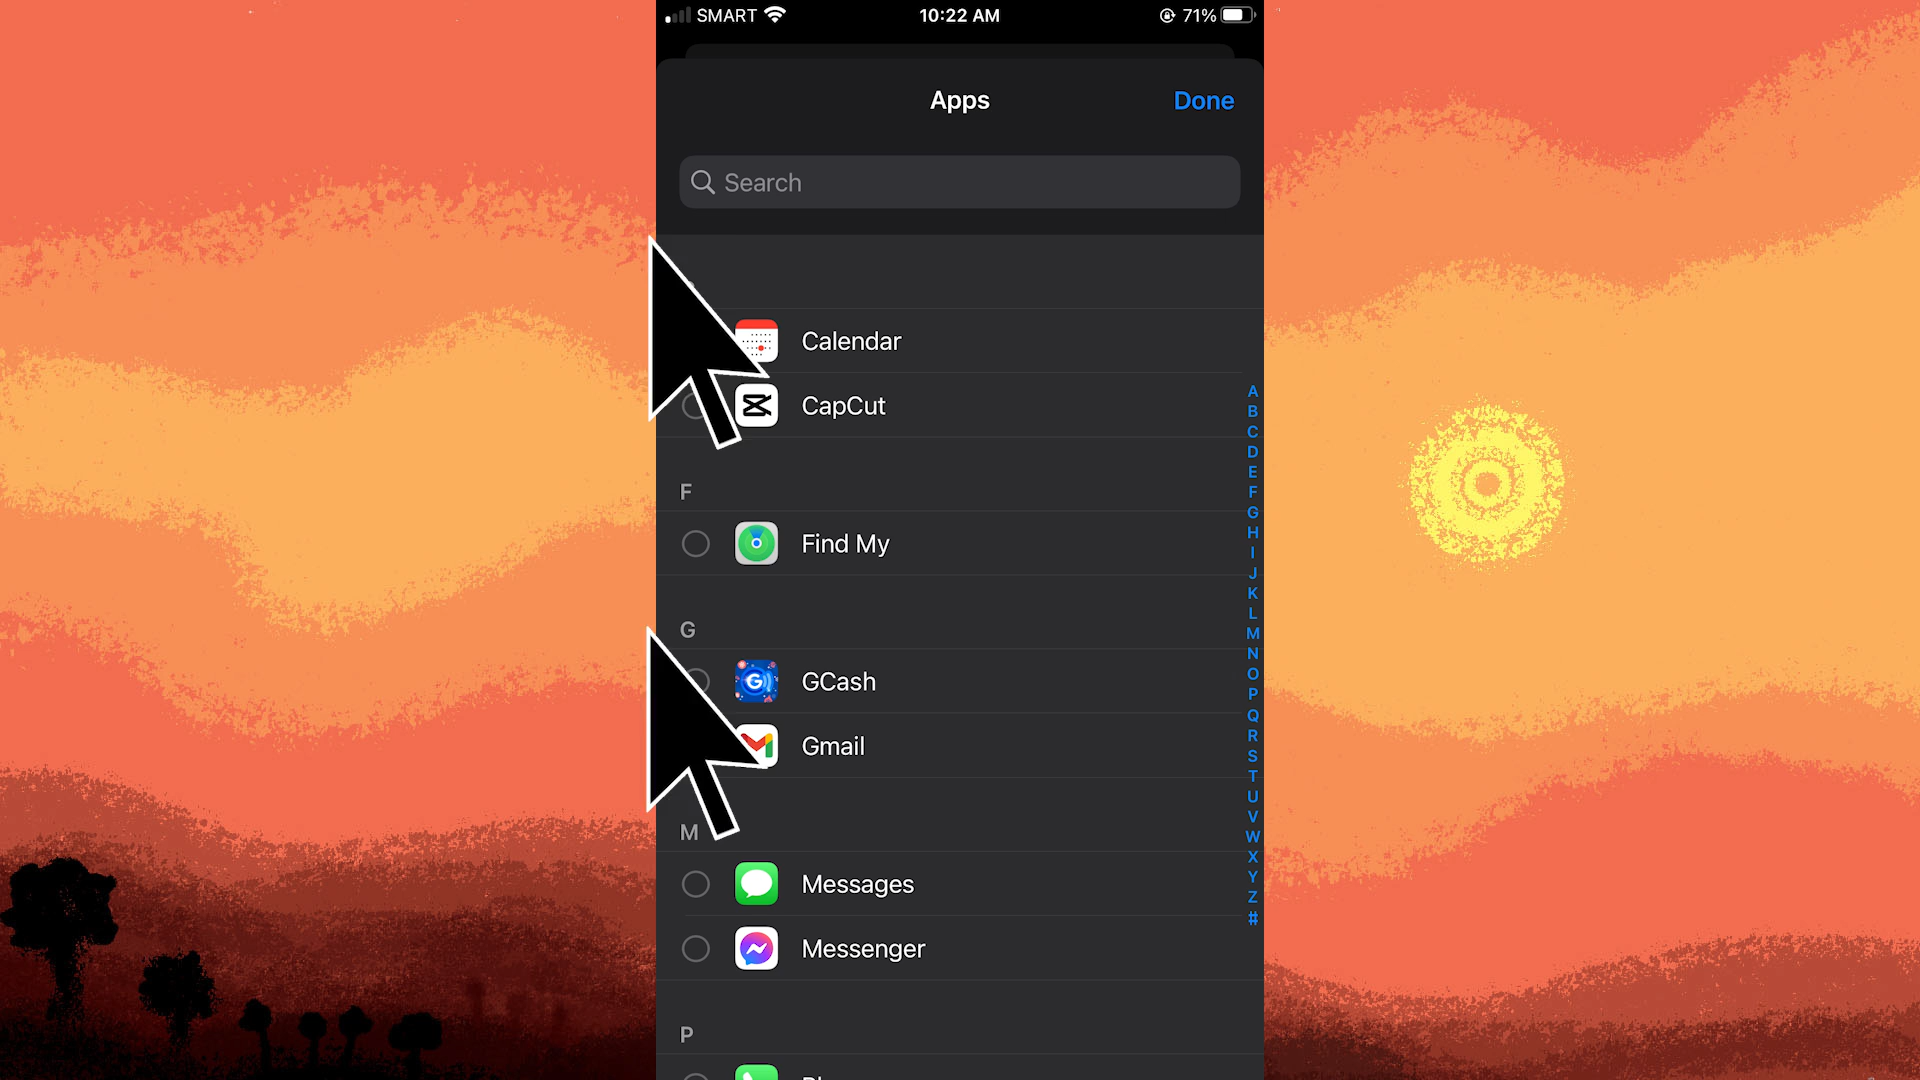 SMART 10:22 AM 71%
Apps Done
Search
Calendar
CapCut
F
Find My
G
GCash
Gmail
M
Messages
Messenger
P
A
B
C
D
E
F
G
H
I
J
K
L
M
N
O
P
Q
R
S
T
U
V
W
X
Y
Z
#